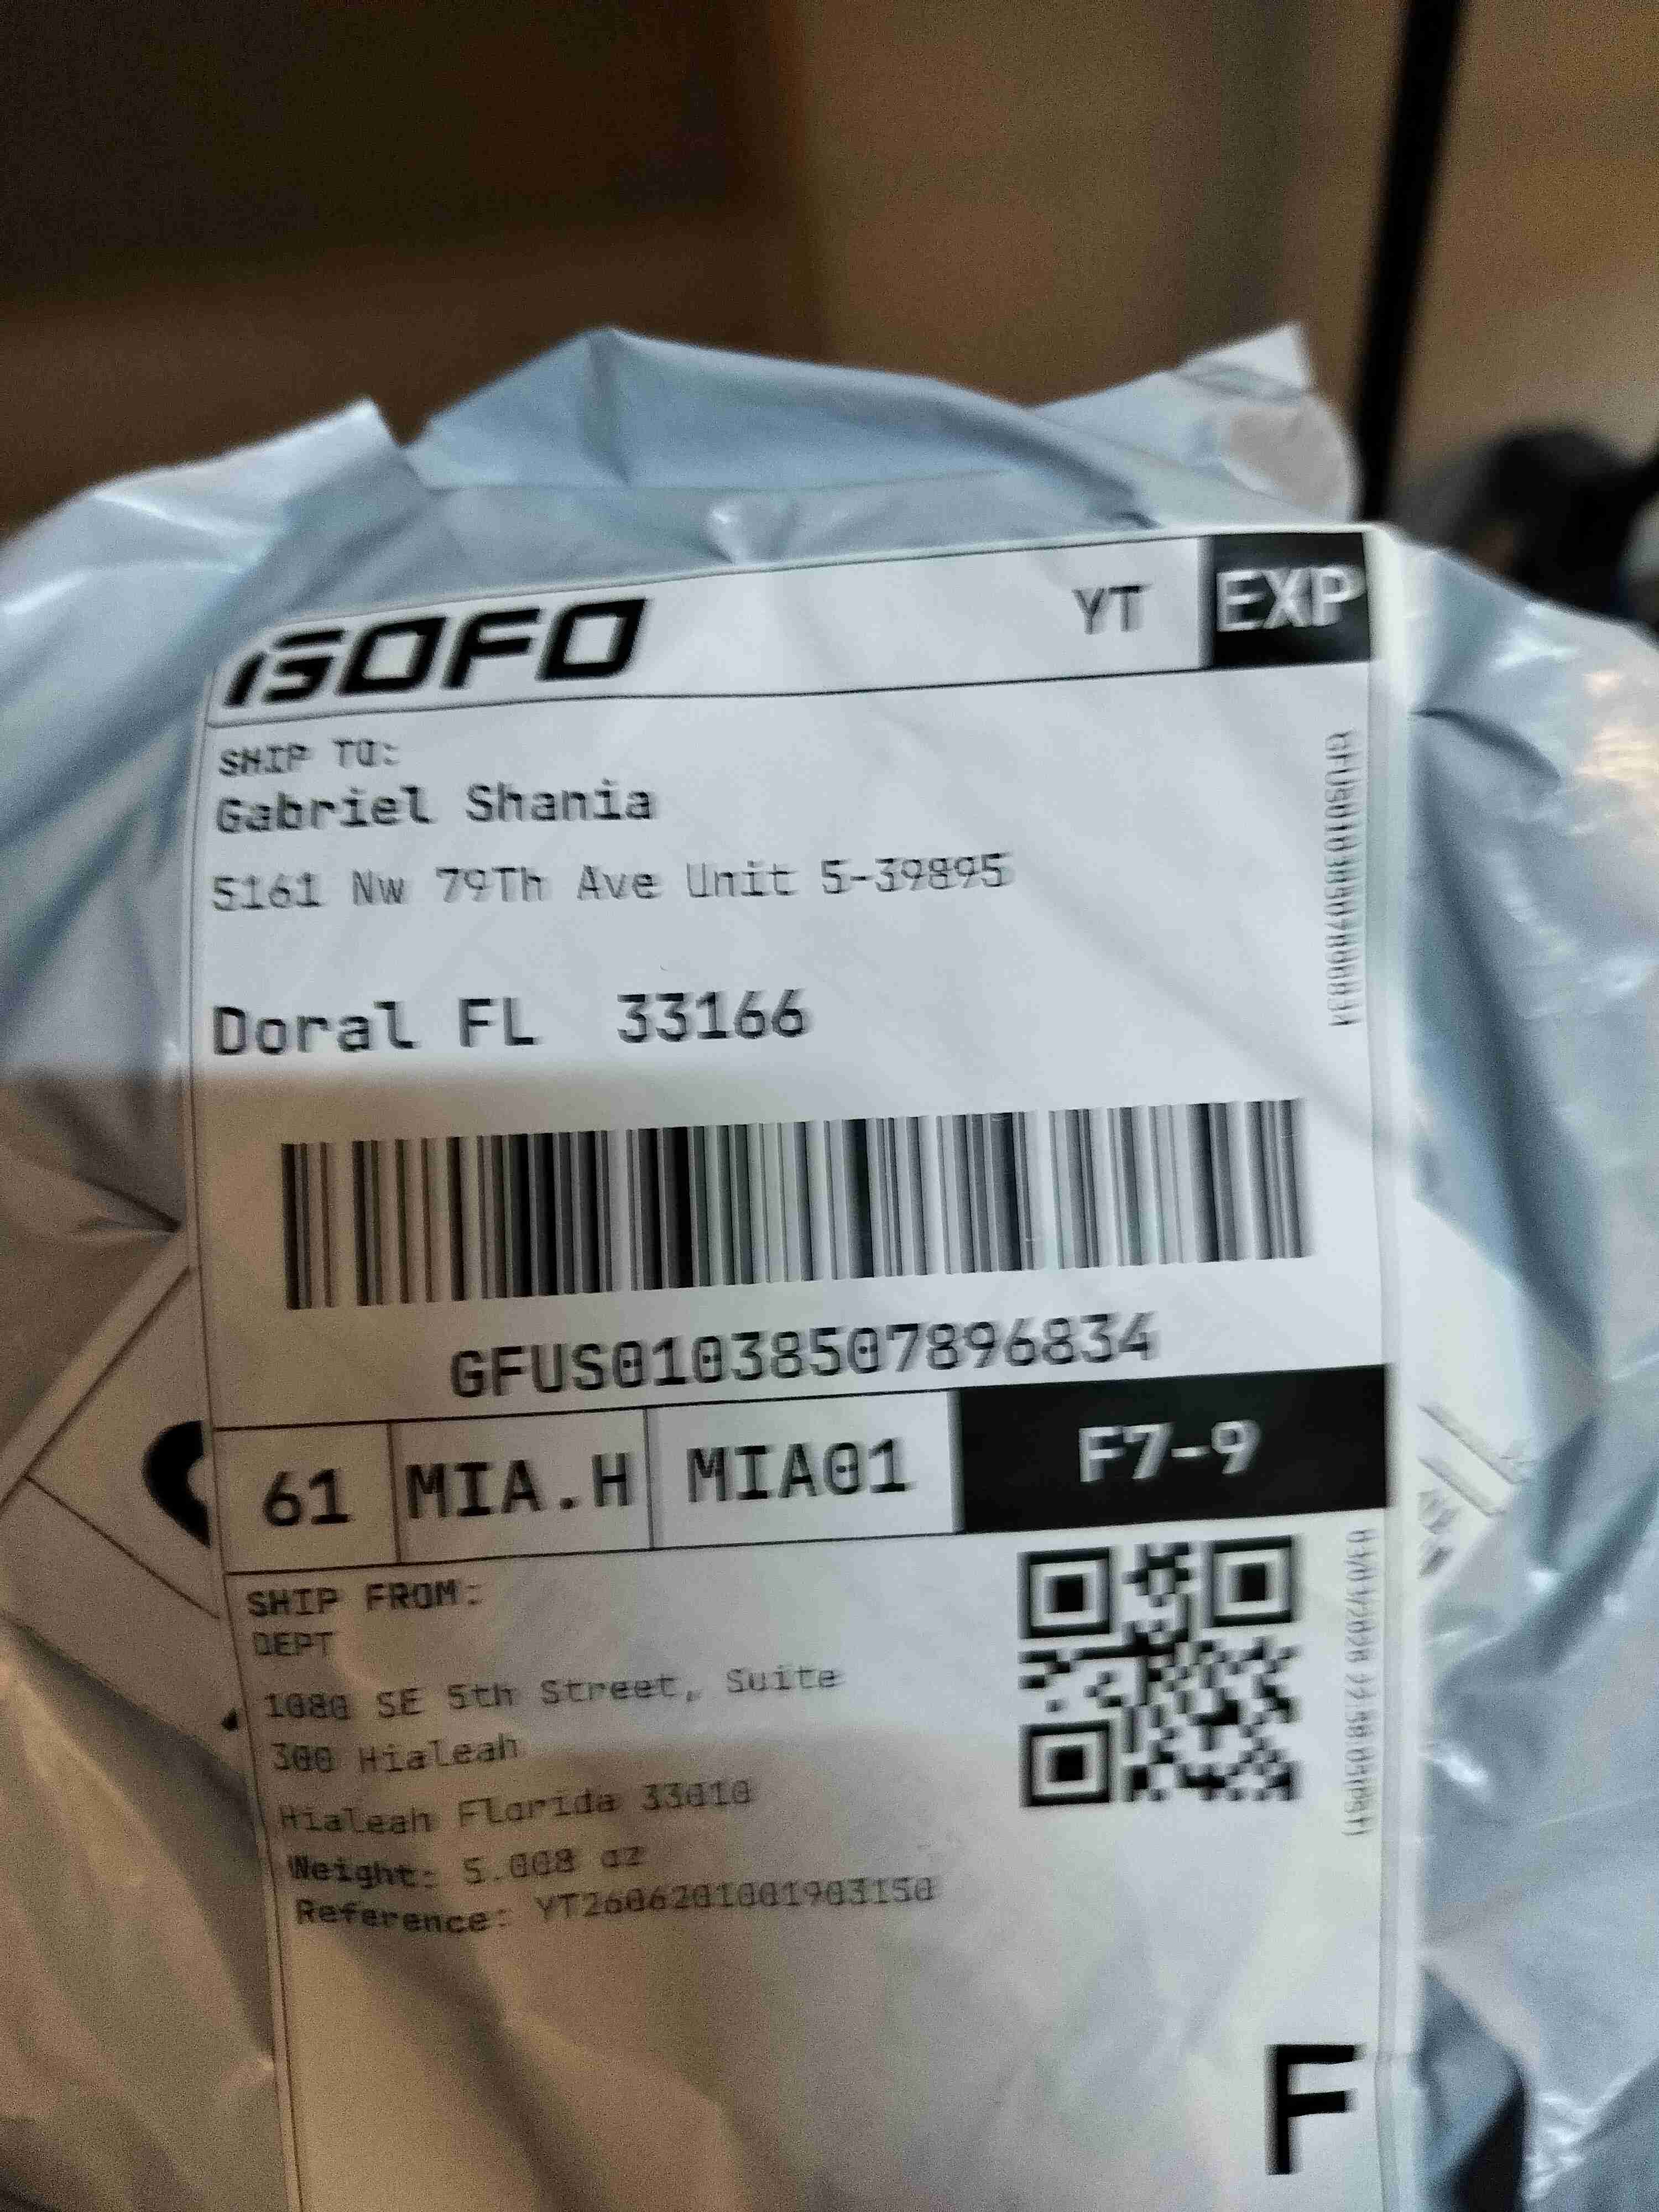 GOFO
YT EXP
SHIP TO:
Gabriel Shania
5161 Nw 79Th Ave Unit 5-39895
Doral FL 33166
GFUS01038507896834
61 MIA.H MIA01 F7-9
SHIP FROM:
DEPT
1080 SE 5th Street, Suite
300 Hialeah
Hialeah Florida 33010
Weight: 5.008 oz
Reference: YT2606201001903150
F